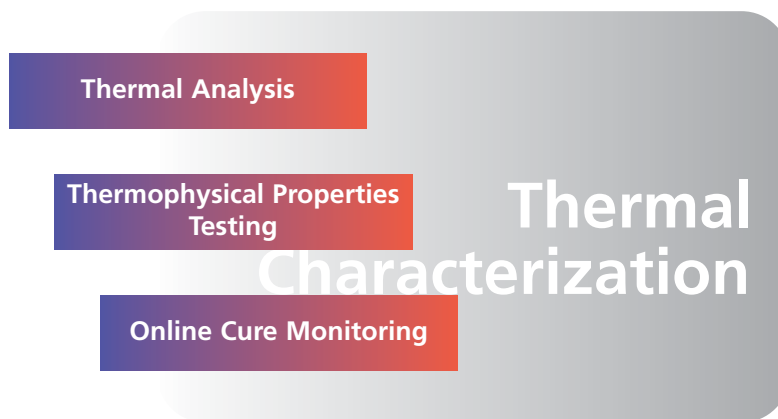 Thermal Analysis
Thermophysical Properties
Testing
Thermal
Characterization
Online Cure Monitoring